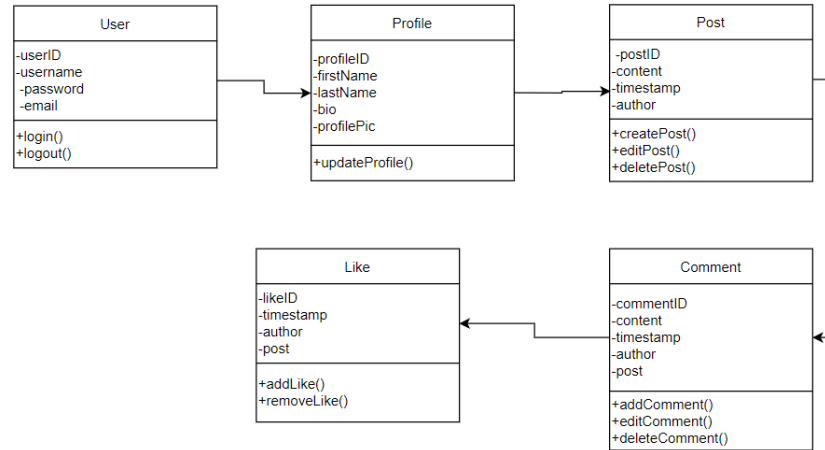 User
-userID
-username
-password
-email
+login()
+logout()
Profile
-profileID
-firstName
-lastName
-bio
-profilePic
+updateProfile()
Post
-postID
-content
-timestamp
-author
+createPost()
+editPost()
+deletePost()
Like
-likeID
-timestamp
-author
-post
+addLike()
+removeLike()
Comment
-commentID
-content
-timestamp
-author
-post
+addComment()
+editComment()
+deleteComment()